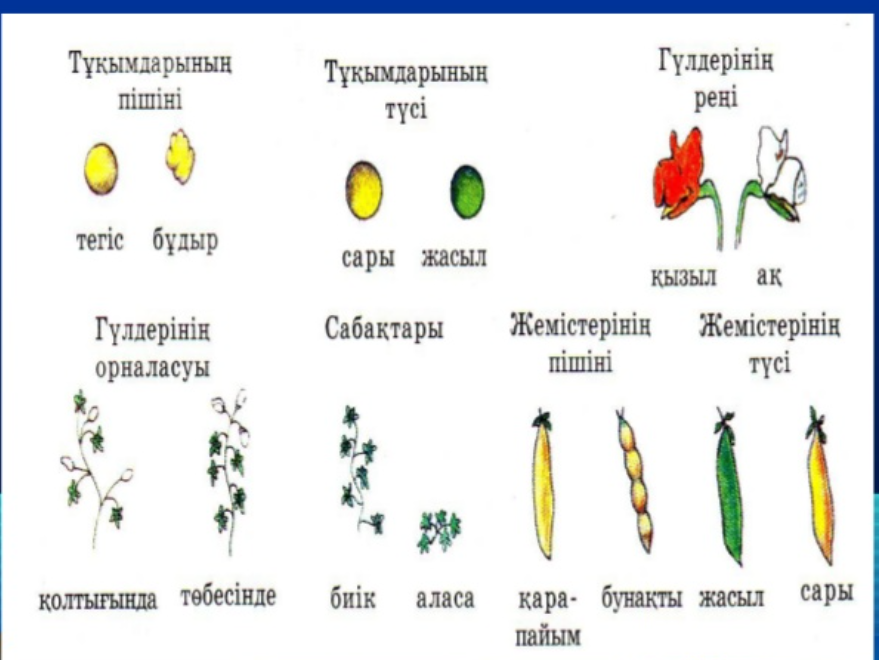 Тұқымдарының
пішіні
тегіс бұдыр
Тұқымдарының
түсі
сары жасыл
Гүлдерінің
реңі
қызыл ақ
Гүлдерінің
орналасуы
қолтығында төбесінде
Сабақтары
биік аласа
Жемістерінің
пішіні
қара-
пайым
бунақты
Жемістерінің
түсі
жасыл сары